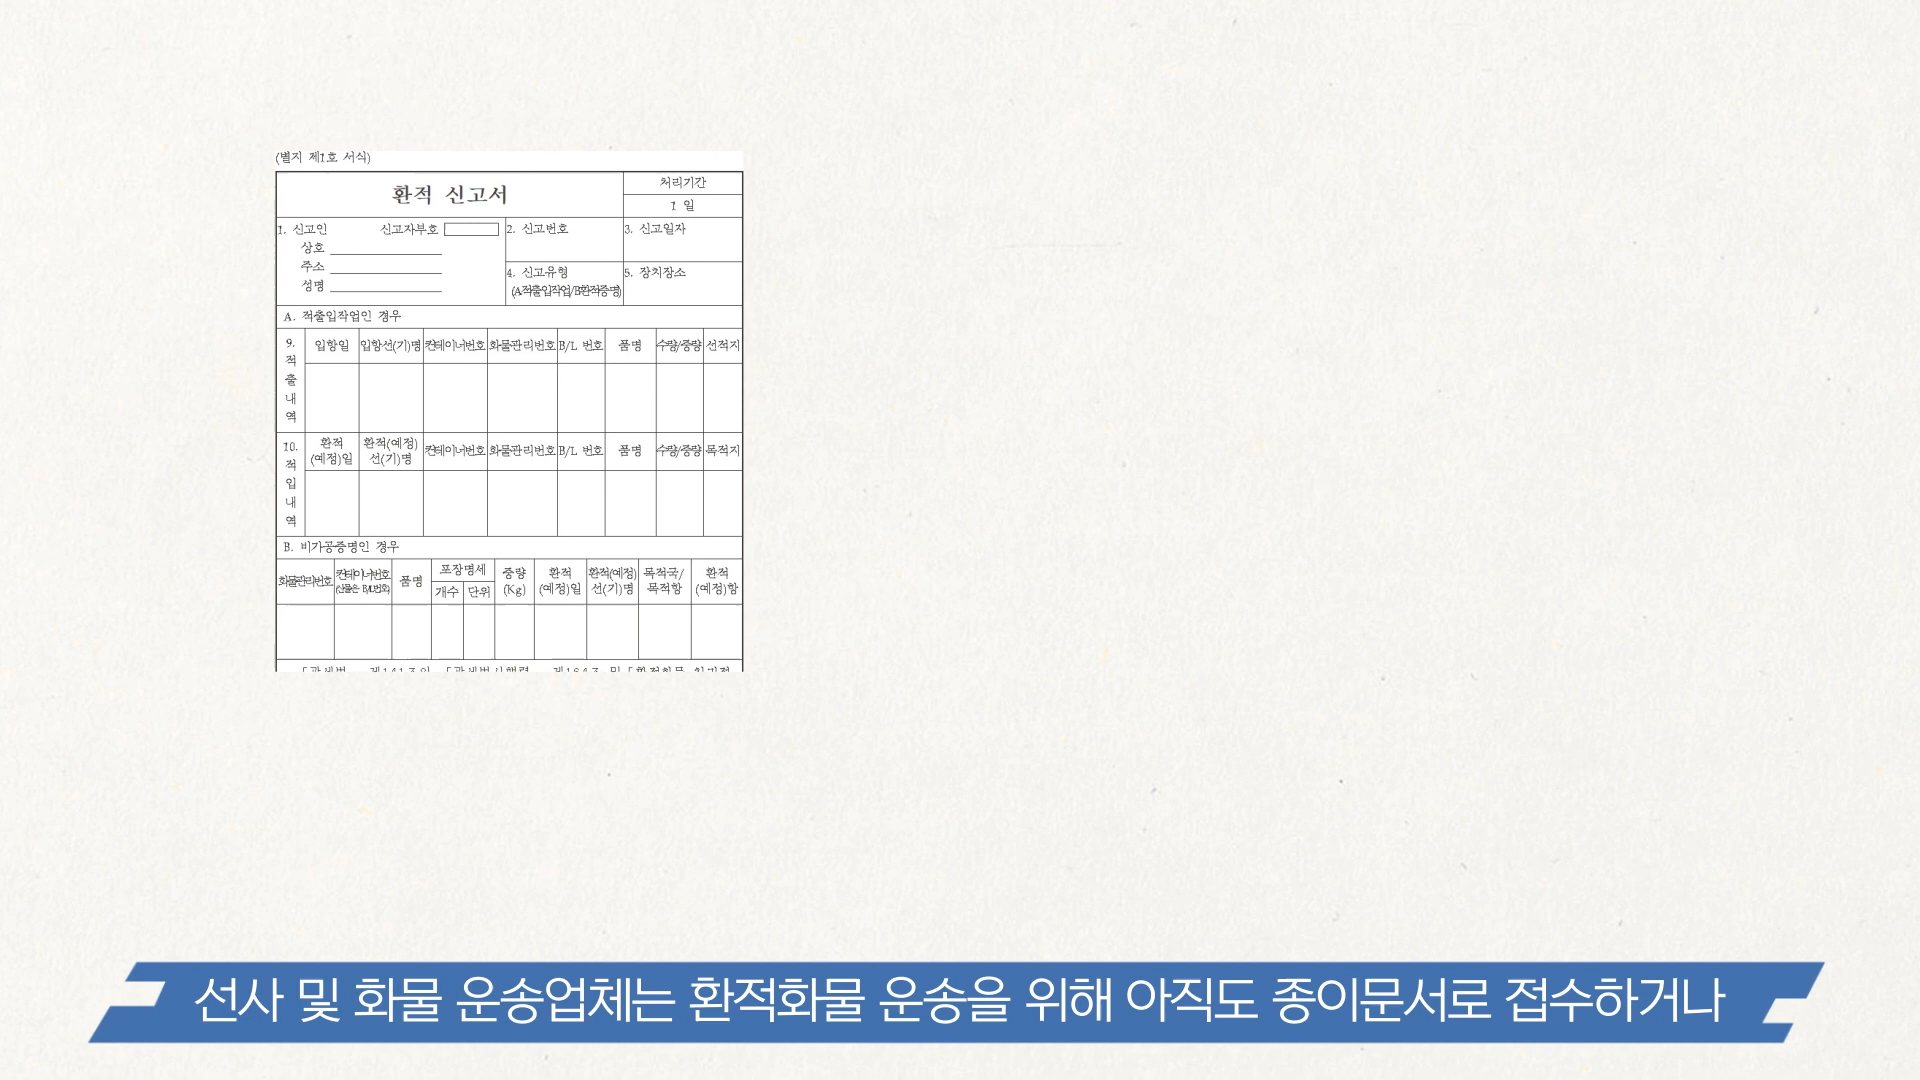 (별지 제1호 서식)
환적 신고서
처리기간
1 일
1. 신고인 신고자부호
상호
주소
성명
2. 신고번호
3. 신고일자
4. 신고유형
(A적출입작업/B환적증명)
5. 장치장소
A. 적출입작업인 경우
9. 적출내역
입항일 입항선(기)명 컨테이너번호 화물관리번호 B/L 번호 품명 수량/중량 선적지
10. 적입내역
환적(예정)일 환적(예정)선(기)명 컨테이너번호 화물관리번호 B/L 번호 품명 수량/중량 목적지
B. 비가공증명인 경우
화물관리번호 컨테이너번호 (산물은 B/L번호) 품명 포장명세 개수 단위 중량(Kg) 환적(예정)일 환적(예정)선(기)명 목적국/목적항 환적(예정)항
선사 및 화물 운송업체는 환적화물 운송을 위해 아직도 종이문서로 접수하거나